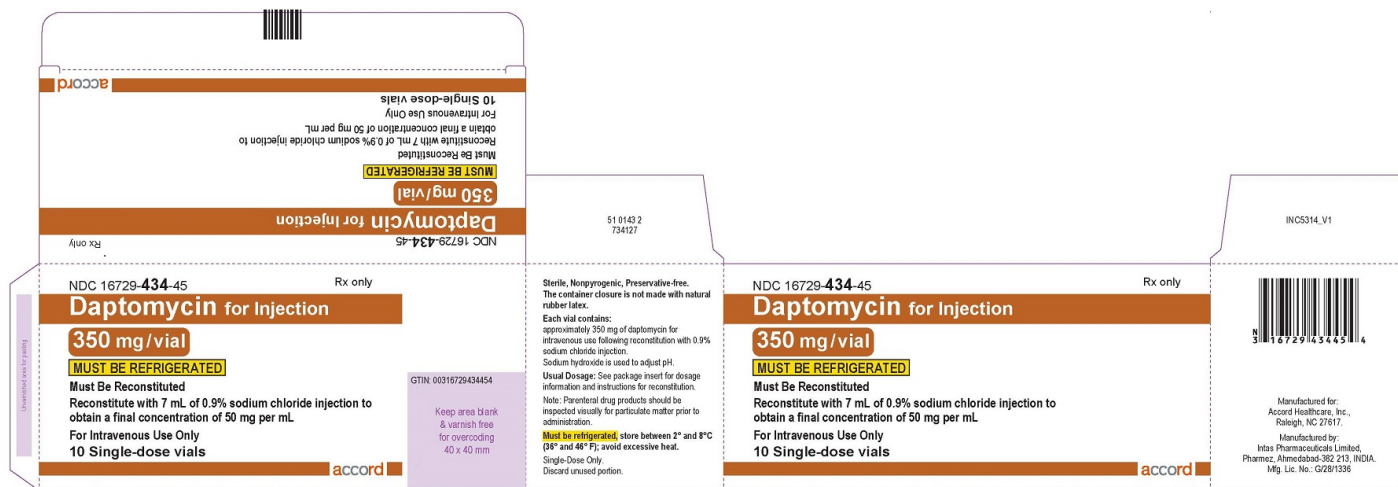 accord
10 Single-dose vials
For Intravenous Use Only
obtain a final concentration of 50 mg per mL
Reconstitute with 7 mL of 0.9% sodium chloride injection to
Must Be Reconstituted
MUST BE REFRIGERATED
350 mg/vial
Daptomycin for Injection
NDC 16729-434-45
Rx only
Unvarnished area for pasting
NDC 16729-434-45
Rx only
Daptomycin for Injection
350 mg/vial
MUST BE REFRIGERATED
Must Be Reconstituted
Reconstitute with 7 mL of 0.9% sodium chloride injection to
obtain a final concentration of 50 mg per mL
For Intravenous Use Only
10 Single-dose vials
accord
GTIN: 00316729434454
Keep area blank
& varnish free
for overcoding
40 x 40 mm
51 0143 2
734127
Sterile, Nonpyrogenic, Preservative-free.
The container closure is not made with natural
rubber latex.
Each vial contains:
approximately 350 mg of daptomycin for
intravenous use following reconstitution with 0.9%
sodium chloride injection.
Sodium hydroxide is used to adjust pH.
Usual Dosage: See package insert for dosage
information and instructions for reconstitution.
Note: Parenteral drug products should be
inspected visually for particulate matter prior to
administration.
Must be refrigerated, store between 2° and 8°C
(36° and 46° F); avoid excessive heat.
Single-Dose Only.
Discard unused portion.
NDC 16729-434-45
Rx only
Daptomycin for Injection
350 mg/vial
MUST BE REFRIGERATED
Must Be Reconstituted
Reconstitute with 7 mL of 0.9% sodium chloride injection to
obtain a final concentration of 50 mg per mL
For Intravenous Use Only
10 Single-dose vials
accord
INC5314_V1
N
3 16729 43445 4
Manufactured for:
Accord Healthcare, Inc.,
Raleigh, NC 27617.
Manufactured by:
Intas Pharmaceuticals Limited,
Pharmez, Ahmedabad-382 213, INDIA.
Mfg. Lic. No.: G/28/1336